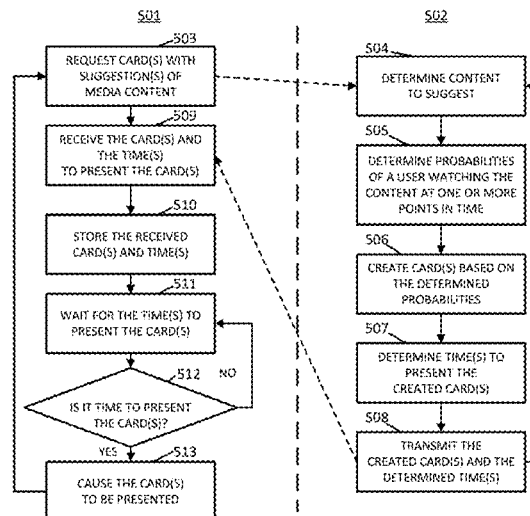 501
502
503
REQUEST CARD(S) WITH
SUGGESTION(S) OF
MEDIA CONTENT
509
RECEIVE THE CARD(S) AND
THE TIME(S)
TO PRESENT THE CARD(S)
510
STORE THE RECEIVED
CARD(S) AND TIME(S)
511
WAIT FOR THE TIME(S) TO
PRESENT THE CARD(S)
512
NO
IS IT TIME TO PRESENT
THE CARD(S)?
YES
513
CAUSE THE CARD(S)
TO BE PRESENTED
504
DETERMINE CONTENT
TO SUGGEST
505
DETERMINE PROBABILITIES
OF A USER WATCHING THE
CONTENT AT ONE OR MORE
POINTS IN TIME
506
CREATE CARD(S) BASED ON
THE DETERMINED
PROBABILITIES
507
DETERMINE TIME(S) TO
PRESENT THE
CREATED CARD(S)
508
TRANSMIT THE
CREATED CARD(S) AND THE
DETERMINED TIME(S)